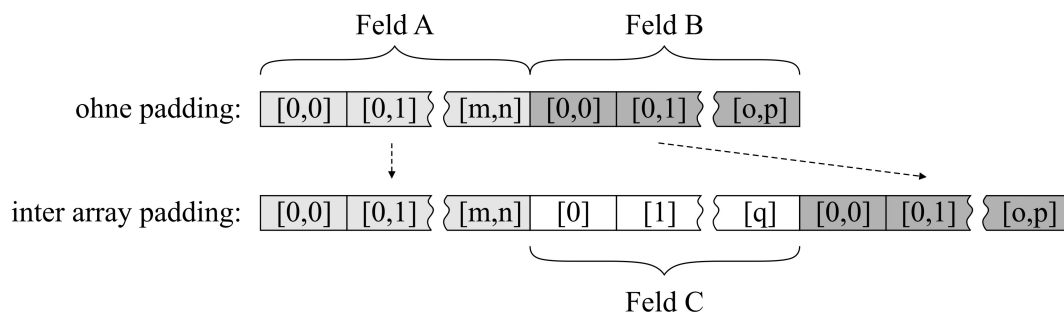 Feld A Feld B
ohne padding: [0,0] [0,1] [m,n] [0,0] [0,1] [o,p]
inter array padding: [0,0] [0,1] [m,n] [0] [1] [q] [0,0] [0,1] [o,p]
Feld C